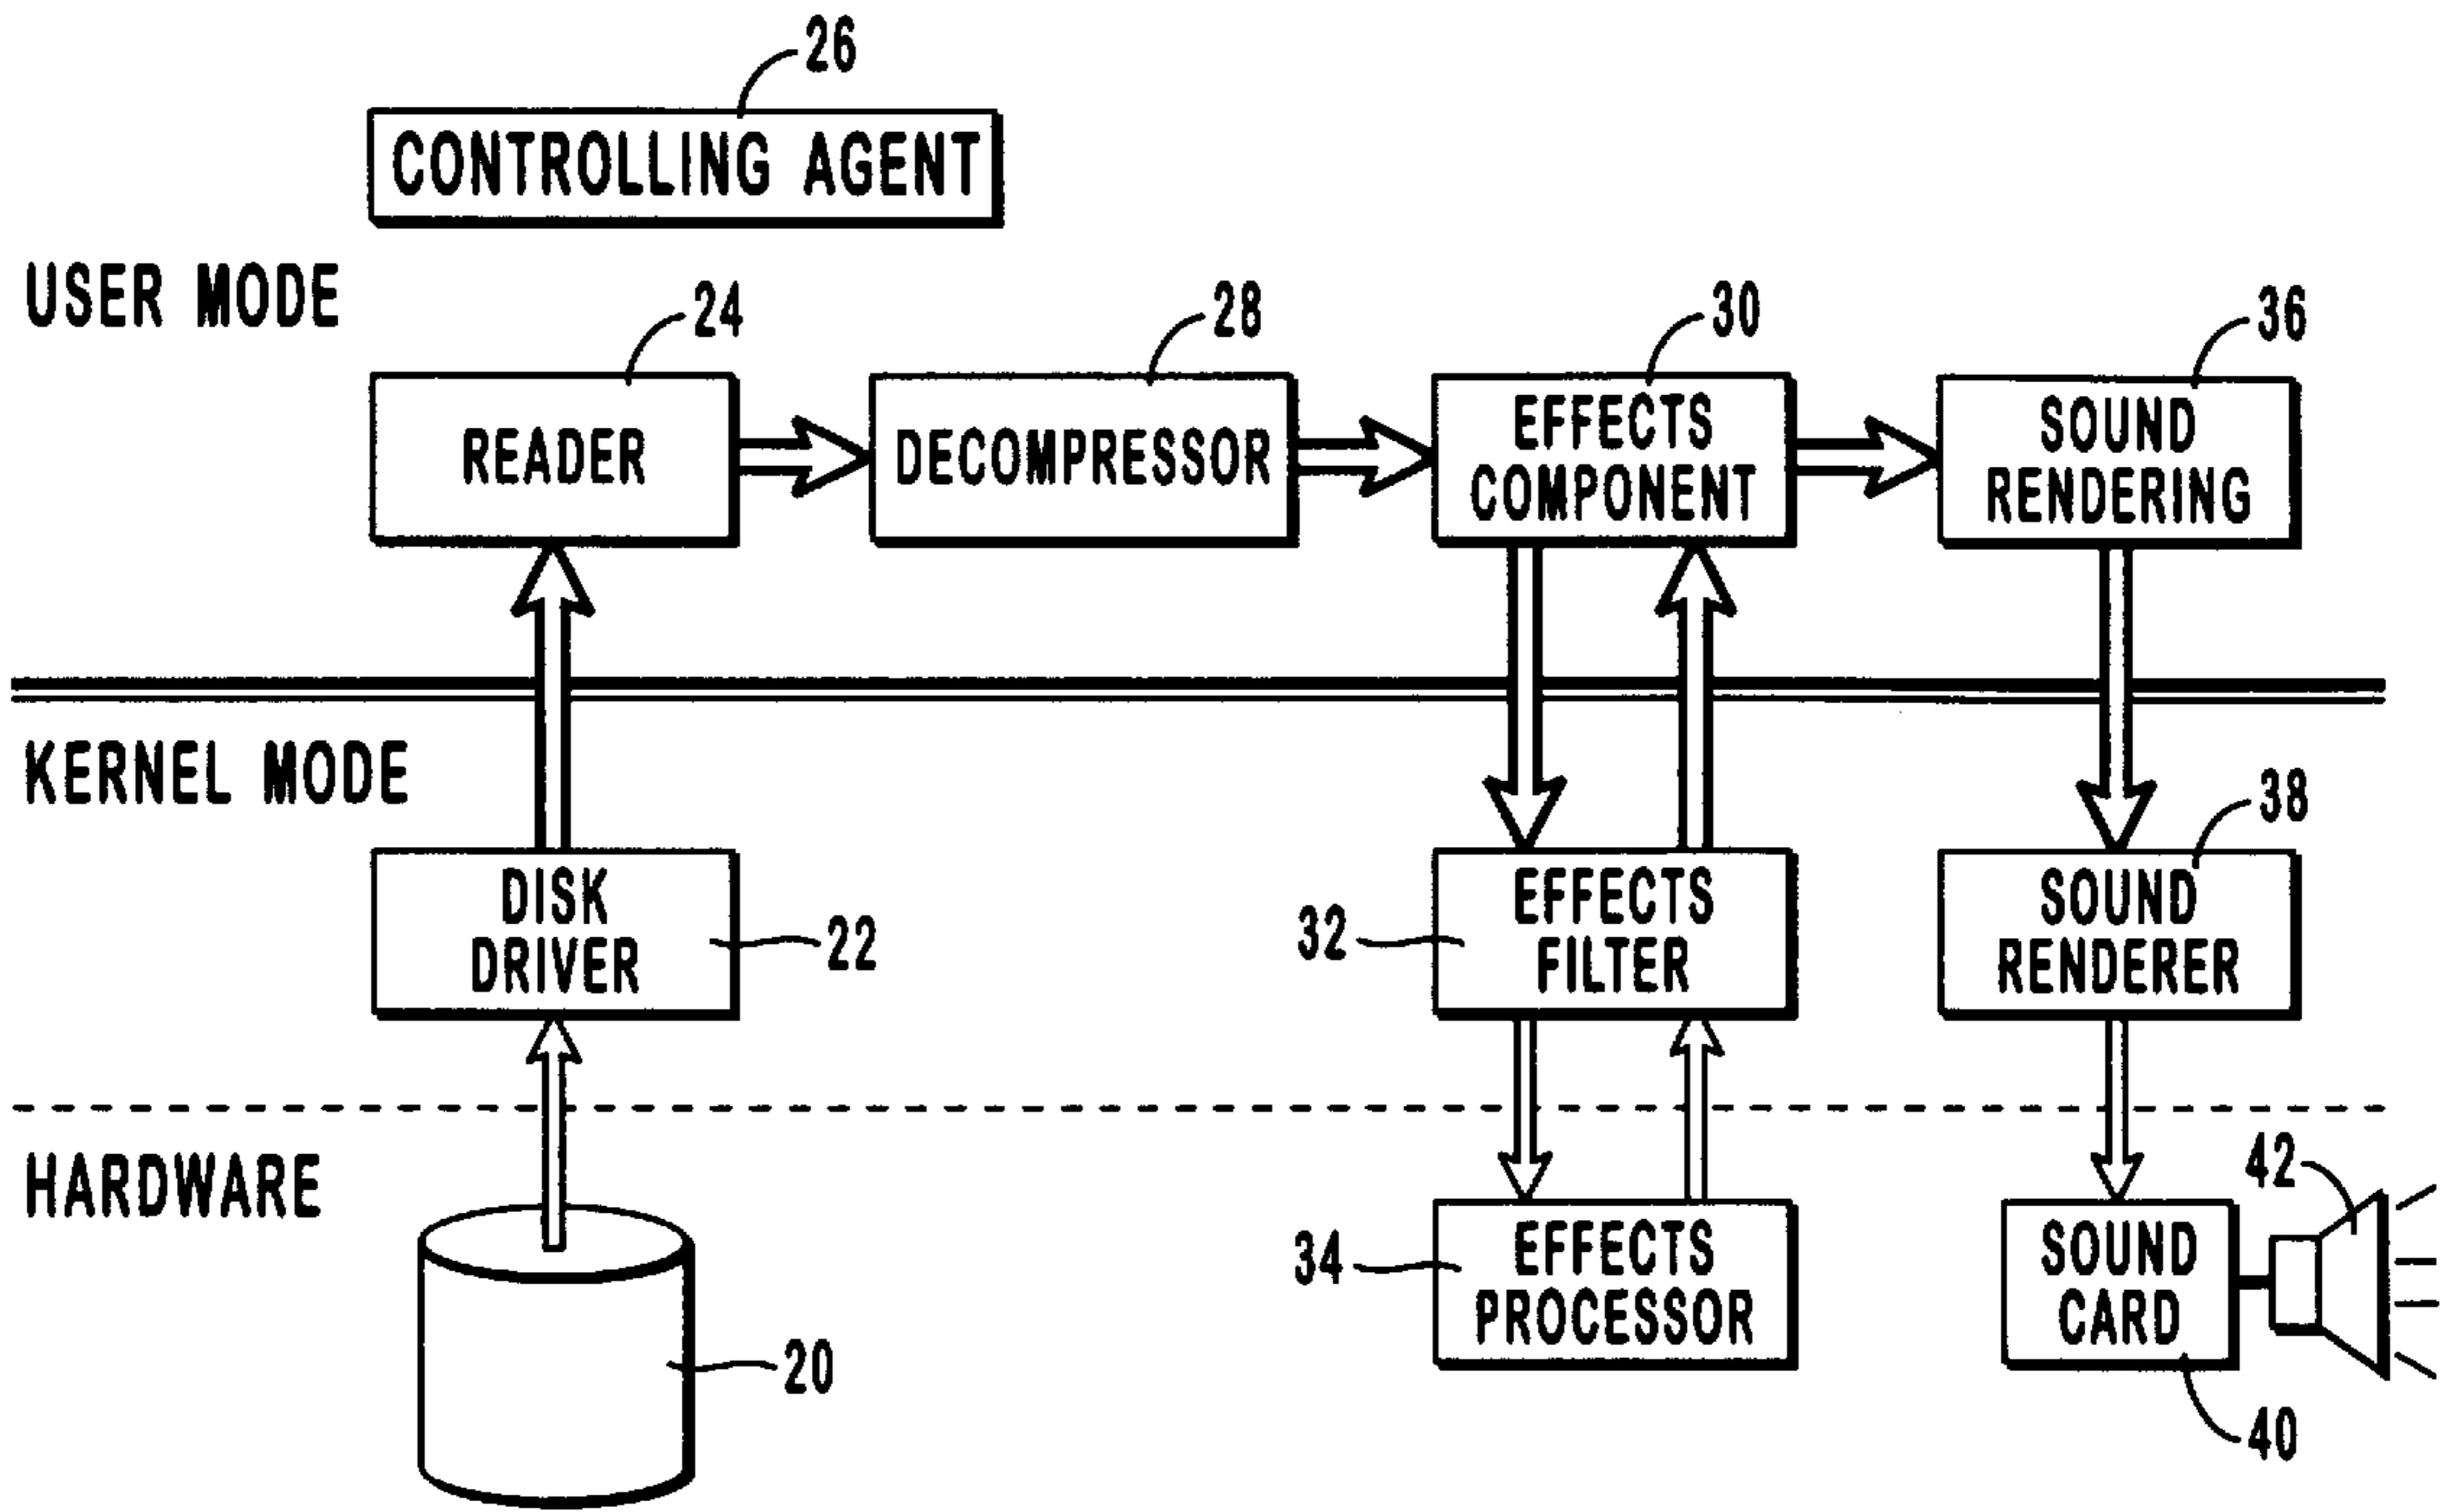 26
CONTROLLING AGENT
USER MODE
24
28
30
36
READER
DECOMPRESSOR
EFFECTS
COMPONENT
SOUND
RENDERING
KERNEL MODE
38
DISK
DRIVER
22
32
EFFECTS
FILTER
SOUND
RENDERER
HARDWARE
42
34
EFFECTS
PROCESSOR
SOUND
CARD
20
40